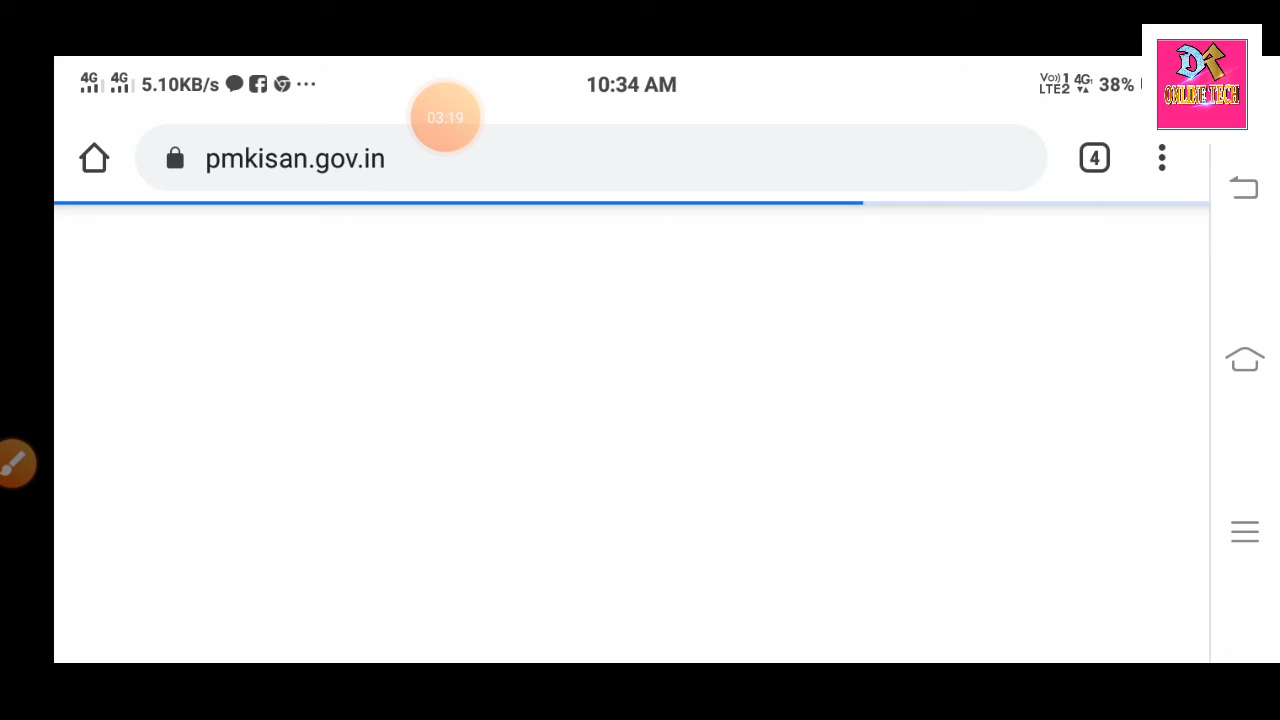 4G 4G 5.10KB/s ... 10:34 AM Vo) 1 LTE2 4G 38%
DR
ONLINE TECH
03:19
pmkisan.gov.in
4